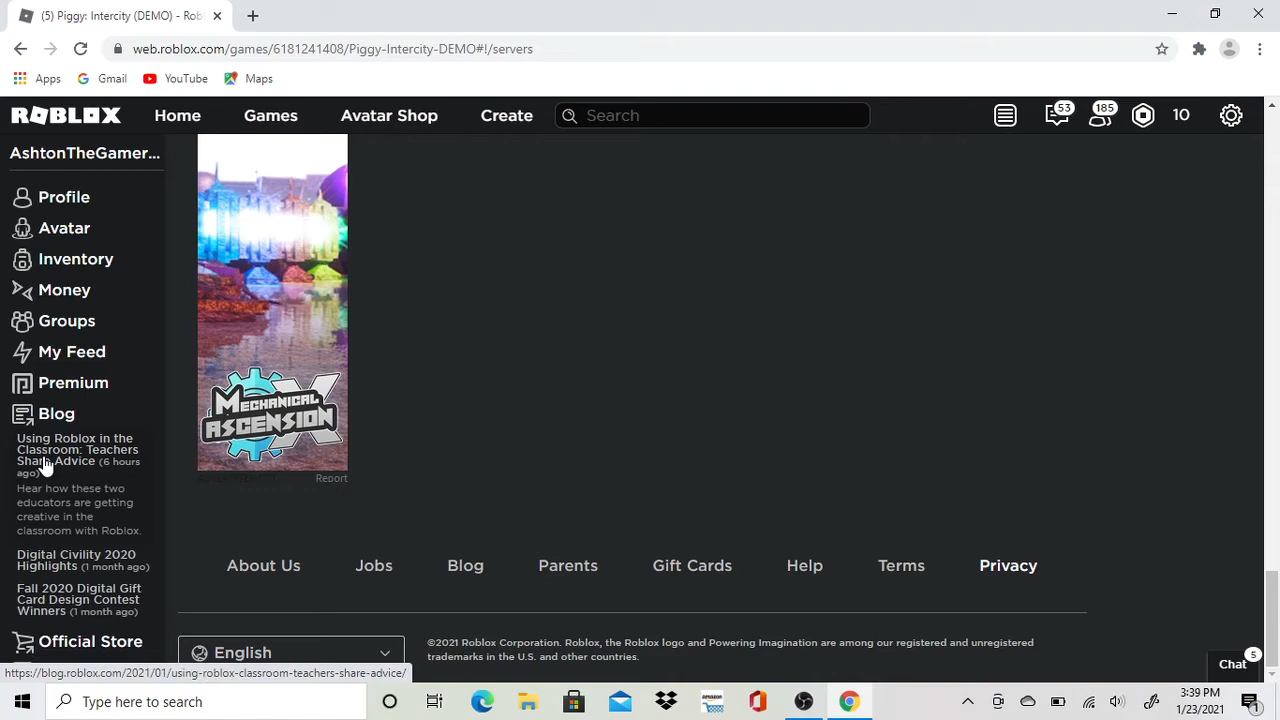 (5) Piggy: Intercity (DEMO) - Rob
web.roblox.com/games/6181241408/Piggy-Intercity-DEMO#!/servers
Apps Gmail YouTube Maps
ROBLOX Home Games Avatar Shop Create Search 53 185 10
AshtonTheGamer...
Profile
Avatar
Inventory
Money
Groups
My Feed
Premium
Blog
Using Roblox in the
Classroom: Teachers
Share Advice (6 hours
ago)
Hear how these two
educators are getting
creative in the
classroom with Roblox.
Digital Civility 2020
Highlights (1 month ago)
Fall 2020 Digital Gift
Card Design Contest
Winners (1 month ago)
Official Store
MECHANICAL
ASCENSION X
ADVERTISEMENT Report
About Us Jobs Blog Parents Gift Cards Help Terms Privacy
English
©2021 Roblox Corporation. Roblox, the Roblox logo and Powering Imagination are among our registered and unregistered
trademarks in the U.S. and other countries.
Chat 5
https://blog.roblox.com/2021/01/using-roblox-classroom-teachers-share-advice/
Type here to search
amazon
3:39 PM
1/23/2021
1